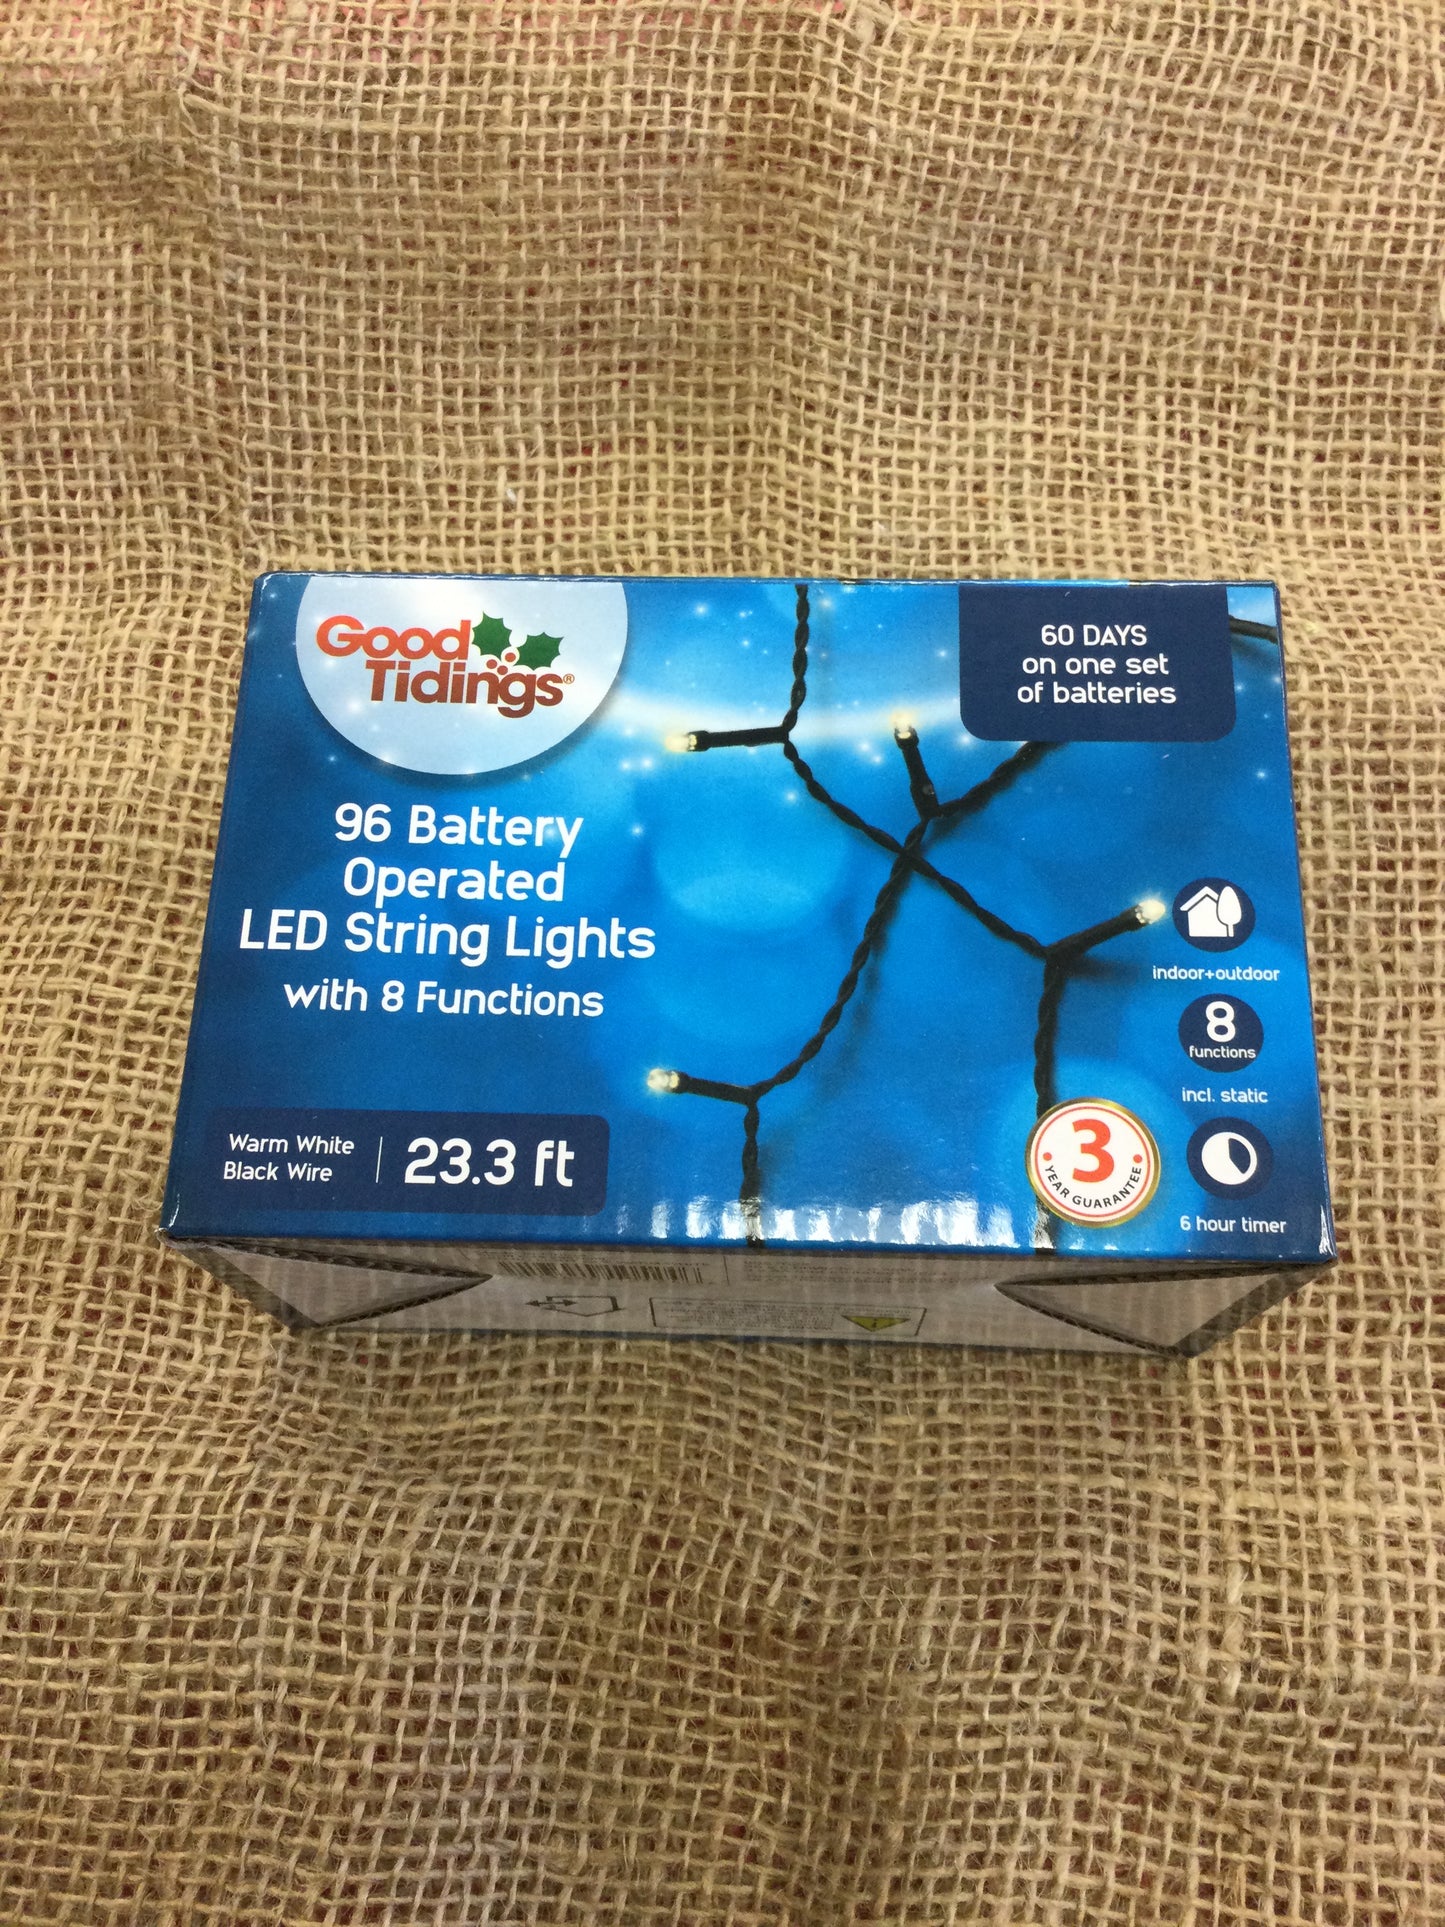 Good
Tidings®
60 DAYS
on one set
of batteries
96 Battery
Operated
LED String Lights
with 8 Functions
indoor+outdoor
8
functions
incl. static
6 hour timer
3
YEAR GUARANTEE
Warm White
Black Wire
23.3 ft